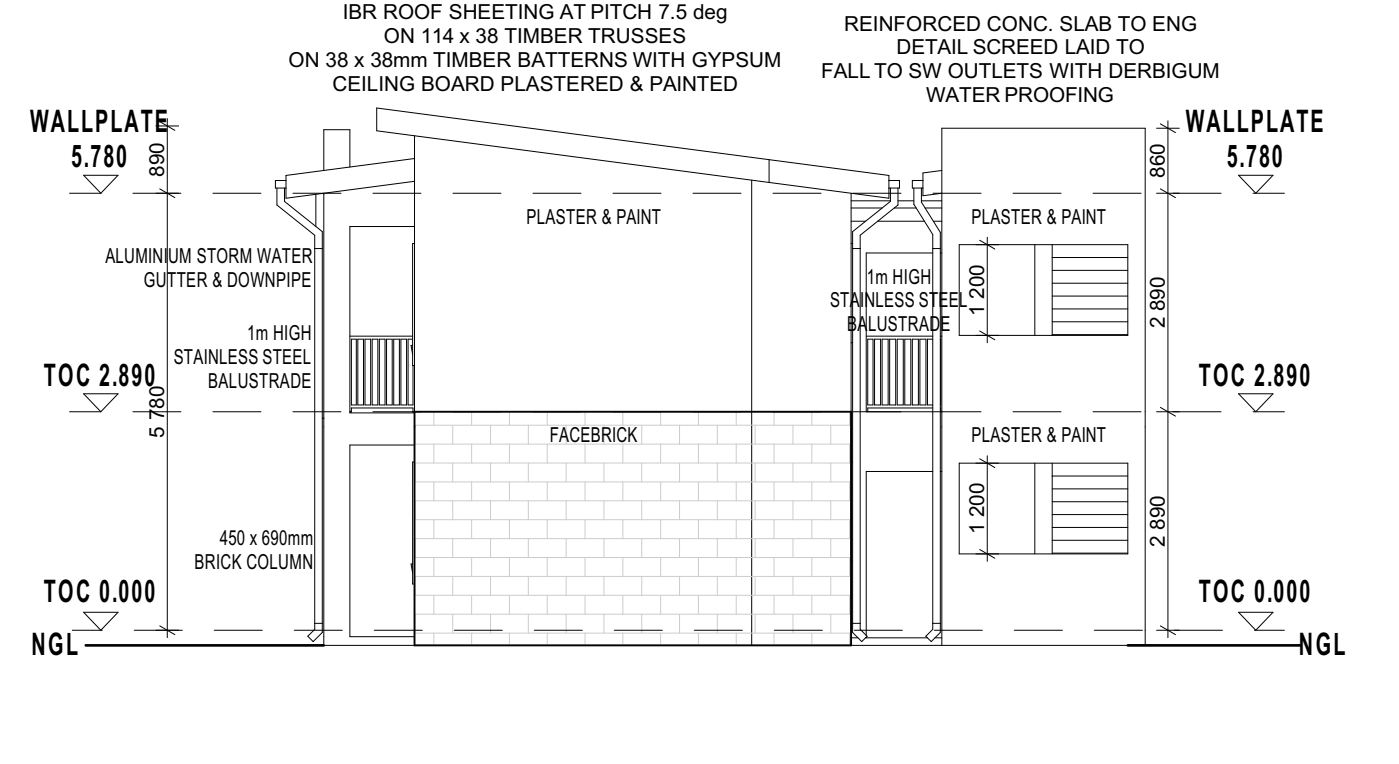 IBR ROOF SHEETING AT PITCH 7.5 deg
ON 114 x 38 TIMBER TRUSSES
ON 38 x 38mm TIMBER BATTERNS WITH GYPSUM
CEILING BOARD PLASTERED & PAINTED
REINFORCED CONC. SLAB TO ENG
DETAIL SCREED LAID TO
FALL TO SW OUTLETS WITH DERBIGUM
WATER PROOFING
WALLPLATE
5.780
890
860
WALLPLATE
5.780
PLASTER & PAINT
PLASTER & PAINT
ALUMINIUM STORM WATER
GUTTER & DOWNPIPE
1m HIGH
STAINLESS STEEL
BALUSTRADE
1 200
2 890
1m HIGH
STAINLESS STEEL
BALUSTRADE
TOC 2.890
5 780
TOC 2.890
FACEBRICK
PLASTER & PAINT
1 200
2 890
450 x 690mm
BRICK COLUMN
TOC 0.000
TOC 0.000
NGL
NGL